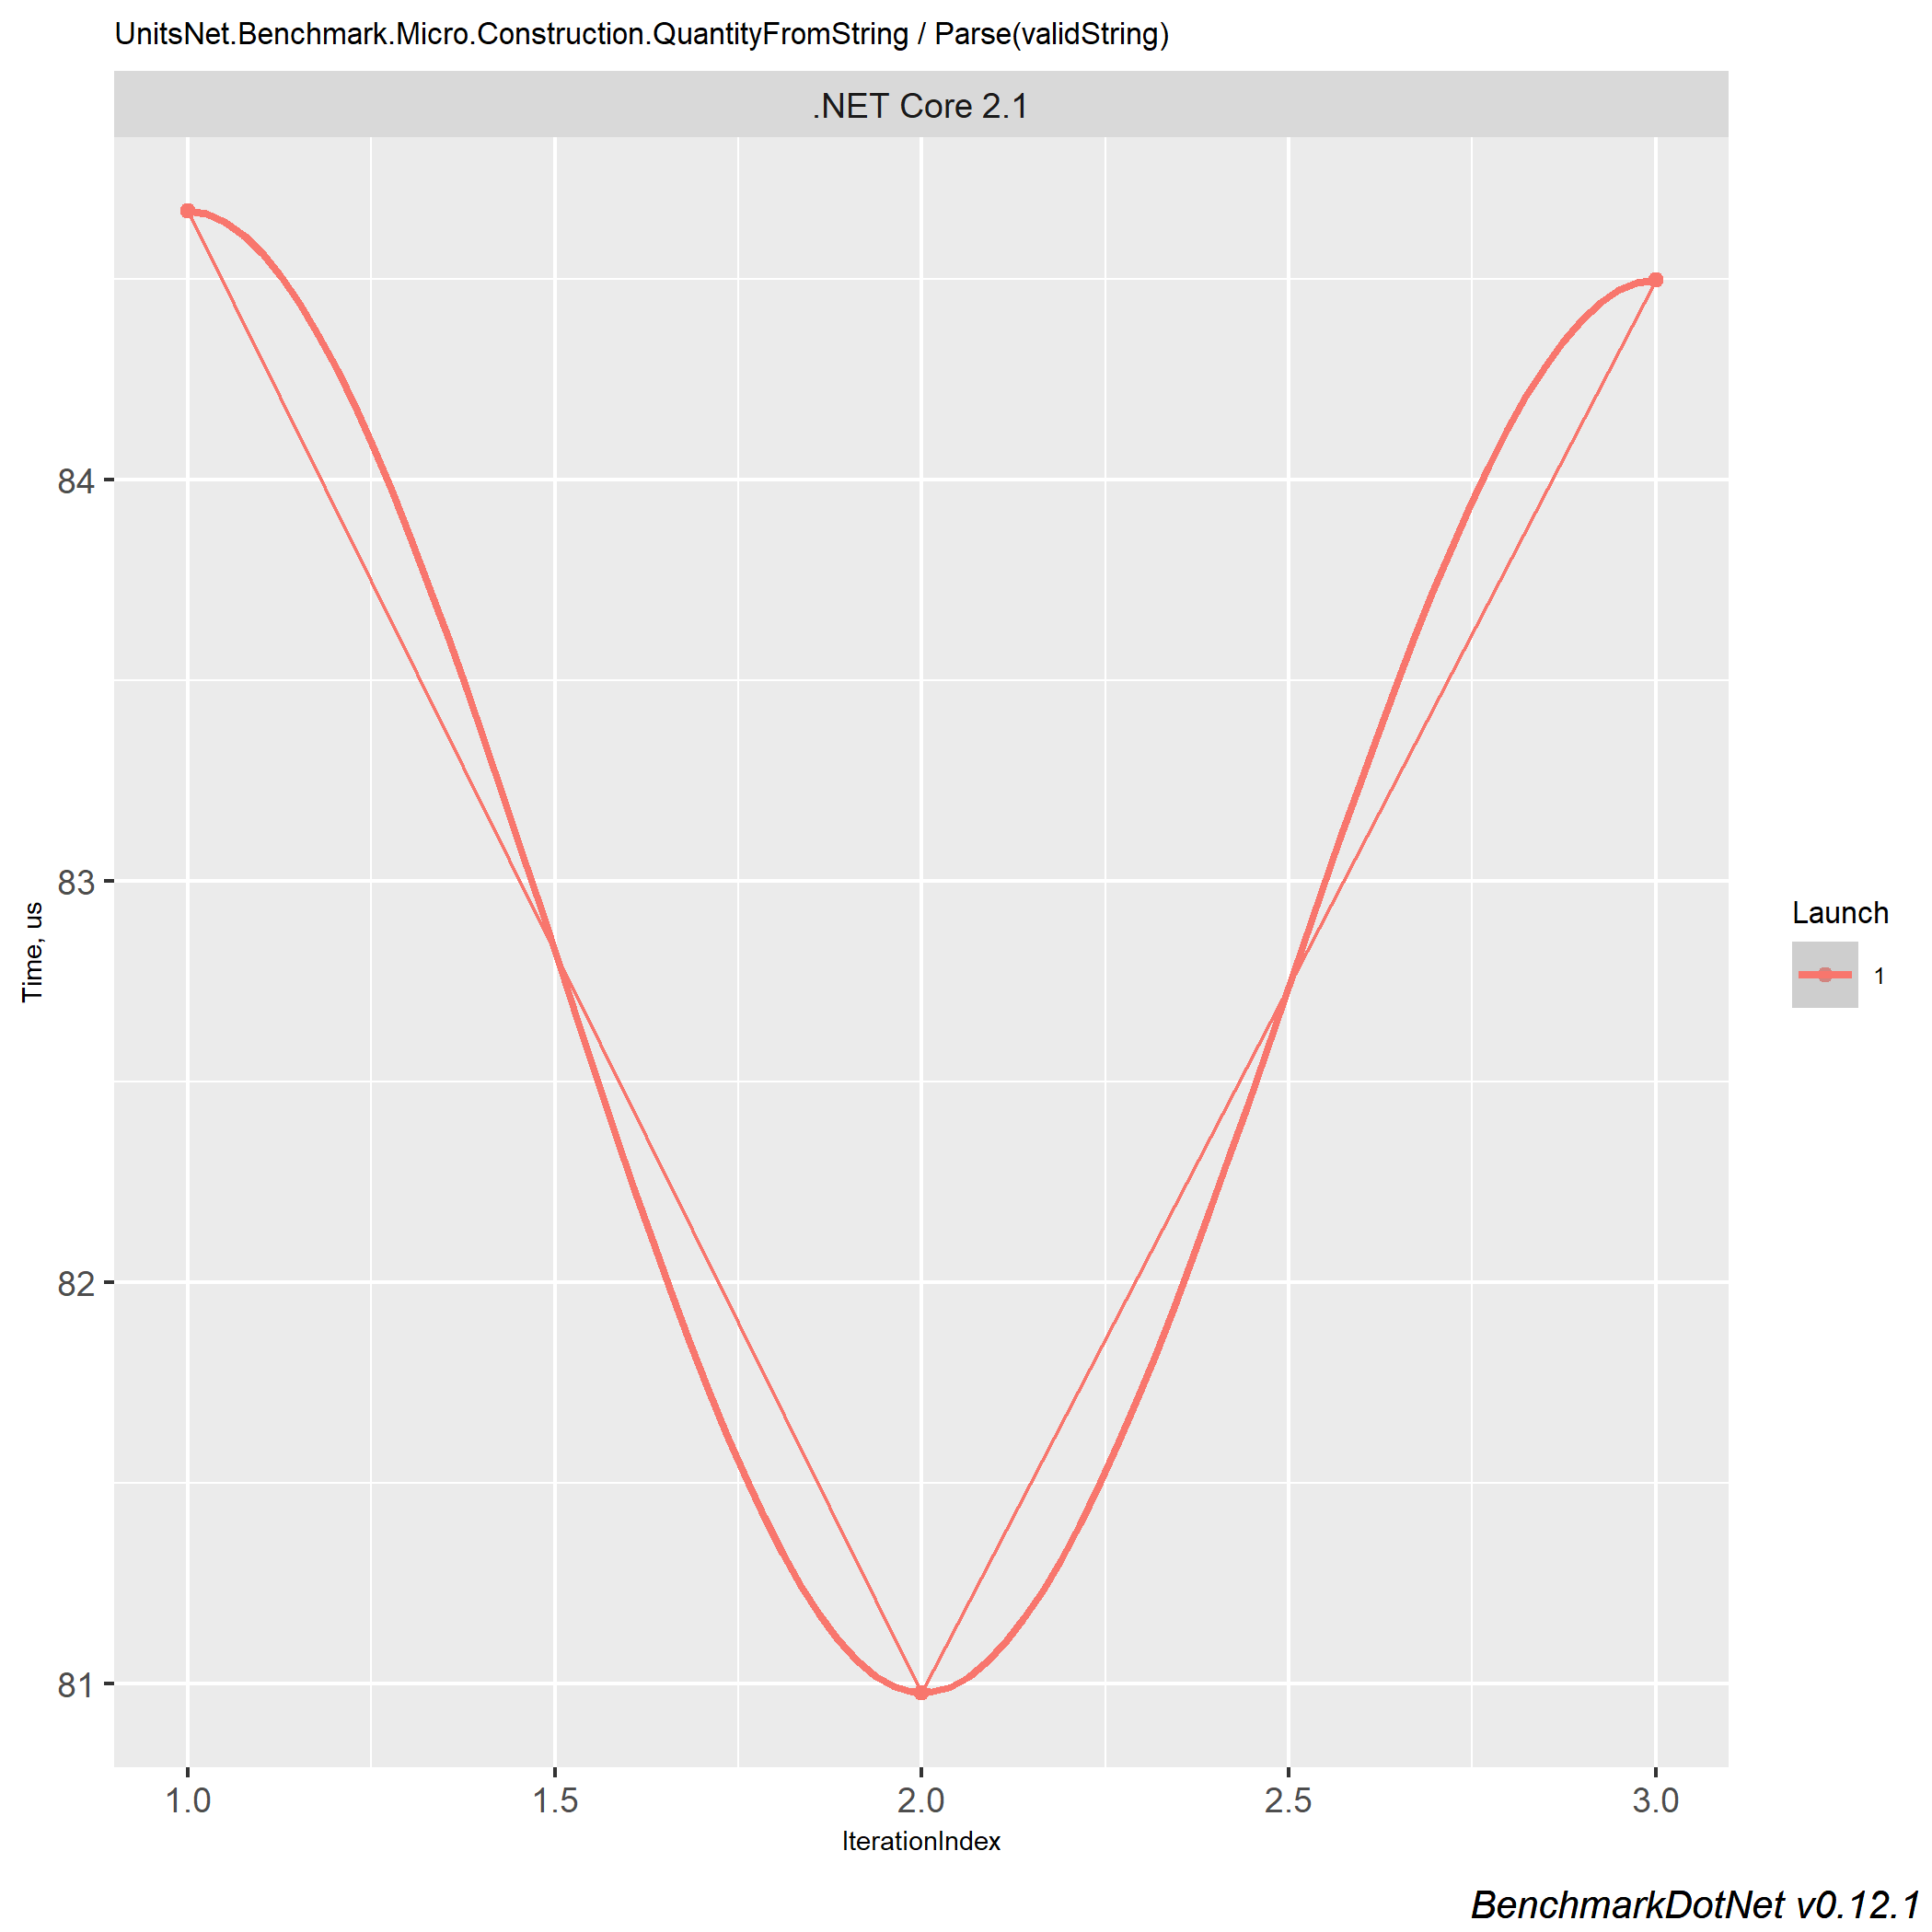 UnitsNet.Benchmark.Micro.Construction.QuantityFromString / Parse(validString)
.NET Core 2.1
84
83
82
81
Time, us
1.0 1.5 2.0 2.5 3.0
IterationIndex
Launch
1
BenchmarkDotNet v0.12.1